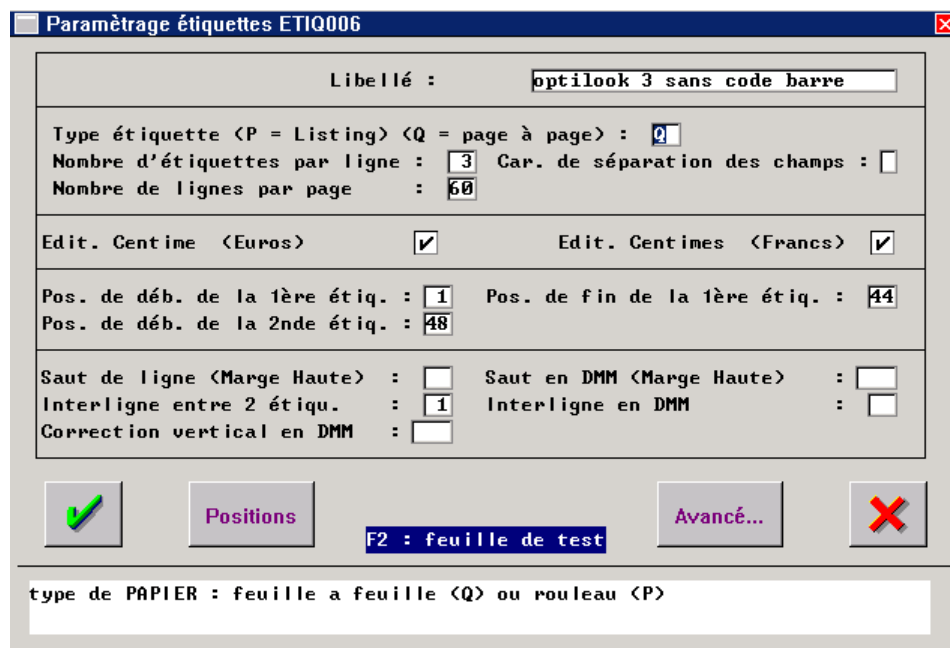 Paramètrage étiquettes ETIQ006
Libellé : optilook 3 sans code barre
Type étiquette (P = Listing) (Q = page à page) : Q
Nombre d'étiquettes par ligne : 3 Car. de séparation des champs :
Nombre de lignes par page : 60
Edit. Centime (Euros) Edit. Centimes (Francs)
Pos. de déb. de la 1ère étiq. : 1 Pos. de fin de la 1ère étiq. : 44
Pos. de déb. de la 2nde étiq. : 48
Saut de ligne (Marge Haute) : Saut en DMM (Marge Haute) :
Interligne entre 2 étiqu. : 1 Interligne en DMM :
Correction vertical en DMM :
Positions Avancé...
F2 : feuille de test
type de PAPIER : feuille a feuille (Q) ou rouleau (P)